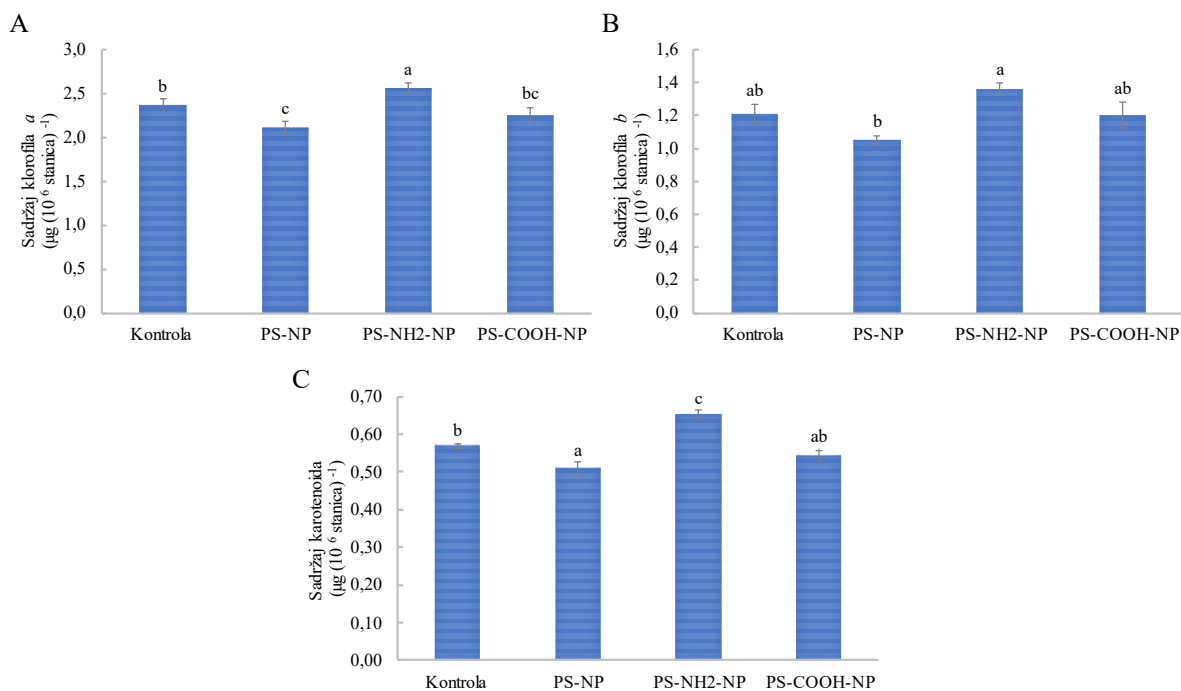 A
Sadržaj klorofila a
(µg (10 6 stanica) -1)
3,0
2,5
2,0
1,5
1,0
0,5
0,0
b
c
a
bc
Kontrola
PS-NP
PS-NH2-NP
PS-COOH-NP
B
Sadržaj klorofila b
(µg (10 6 stanica) -1)
1,6
1,4
1,2
1,0
0,8
0,6
0,4
0,2
0,0
ab
b
a
ab
Kontrola
PS-NP
PS-NH2-NP
PS-COOH-NP
C
Sadržaj karotenoida
(µg (10 6 stanica) -1)
0,70
0,60
0,50
0,40
0,30
0,20
0,10
0,00
b
a
c
ab
Kontrola
PS-NP
PS-NH2-NP
PS-COOH-NP